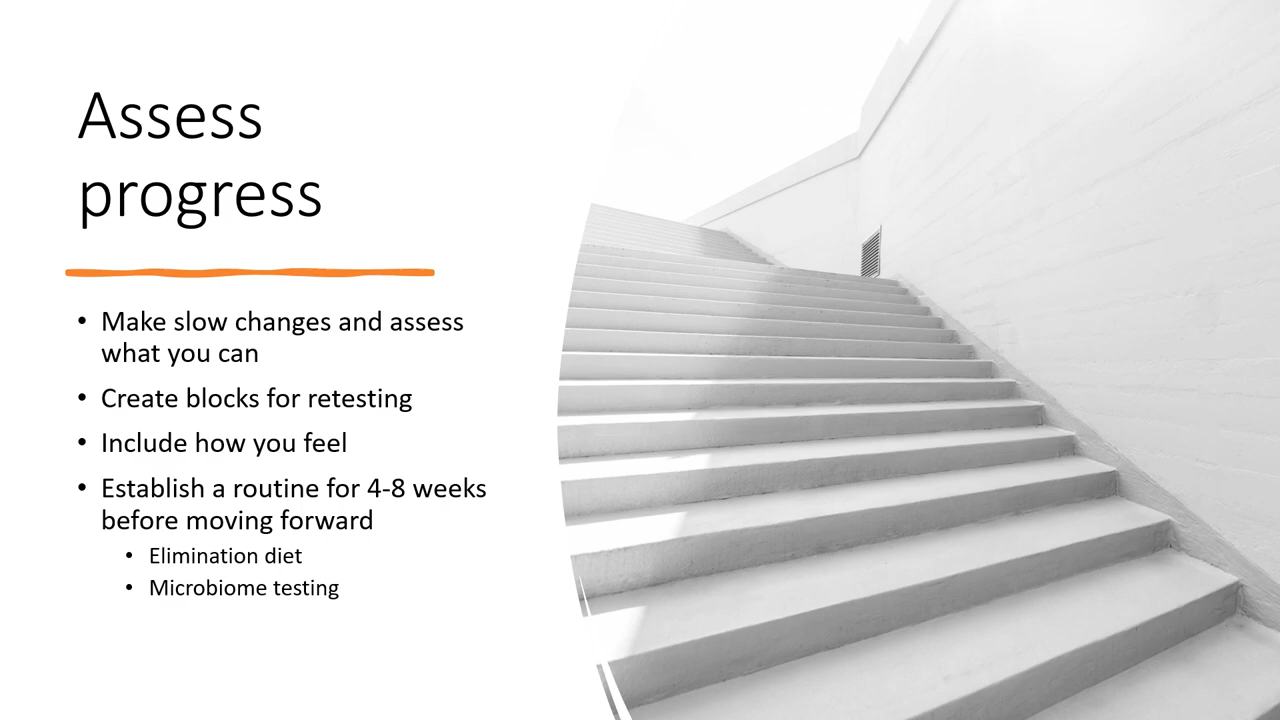 Assess
progress
• Make slow changes and assess
what you can
• Create blocks for retesting
• Include how you feel
• Establish a routine for 4-8 weeks
before moving forward
• Elimination diet
• Microbiome testing